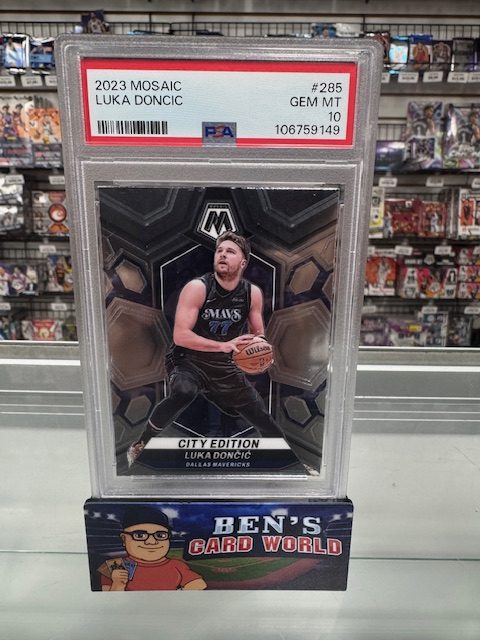 2023 MOSAIC #285
LUKA DONCIC GEM MT
10
PSA 106759149
M
MAVS
77
Wilson
CITY EDITION
LUKA DONČIĆ
DALLAS MAVERICKS
BEN'S
CARD WORLD